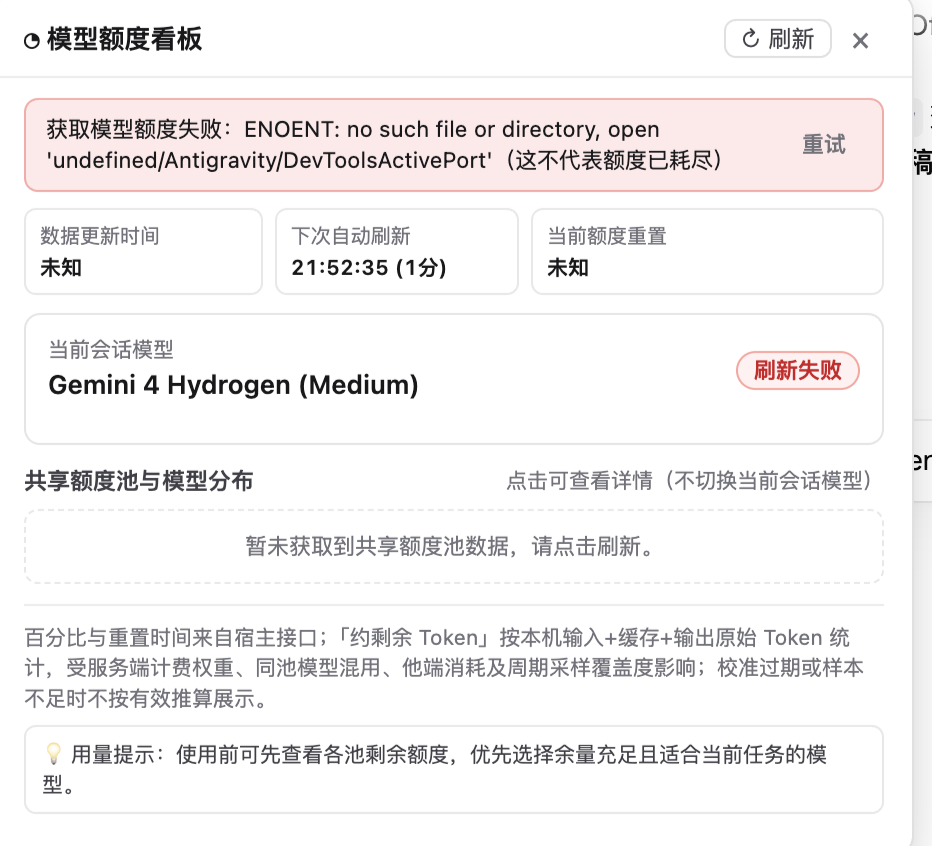 模型额度看板
刷新
获取模型额度失败：ENOENT: no such file or directory, open
'undefined/Antigravity/DevToolsActivePort'（这不代表额度已耗尽）
重试
数据更新时间
未知
下次自动刷新
21:52:35 (1分)
当前额度重置
未知
当前会话模型
Gemini 4 Hydrogen (Medium)
刷新失败
共享额度池与模型分布
点击可查看详情（不切换当前会话模型）
暂未获取到共享额度池数据，请点击刷新。
百分比与重置时间来自宿主接口；「约剩余 Token」按本机输入+缓存+输出原始 Token 统
计，受服务端计费权重、同池模型混用、他端消耗及周期采样覆盖度影响；校准过期或样本
不足时不按有效推算展示。
💡 用量提示：使用前可先查看各池剩余额度，优先选择余量充足且适合当前任务的模
型。
稿
er